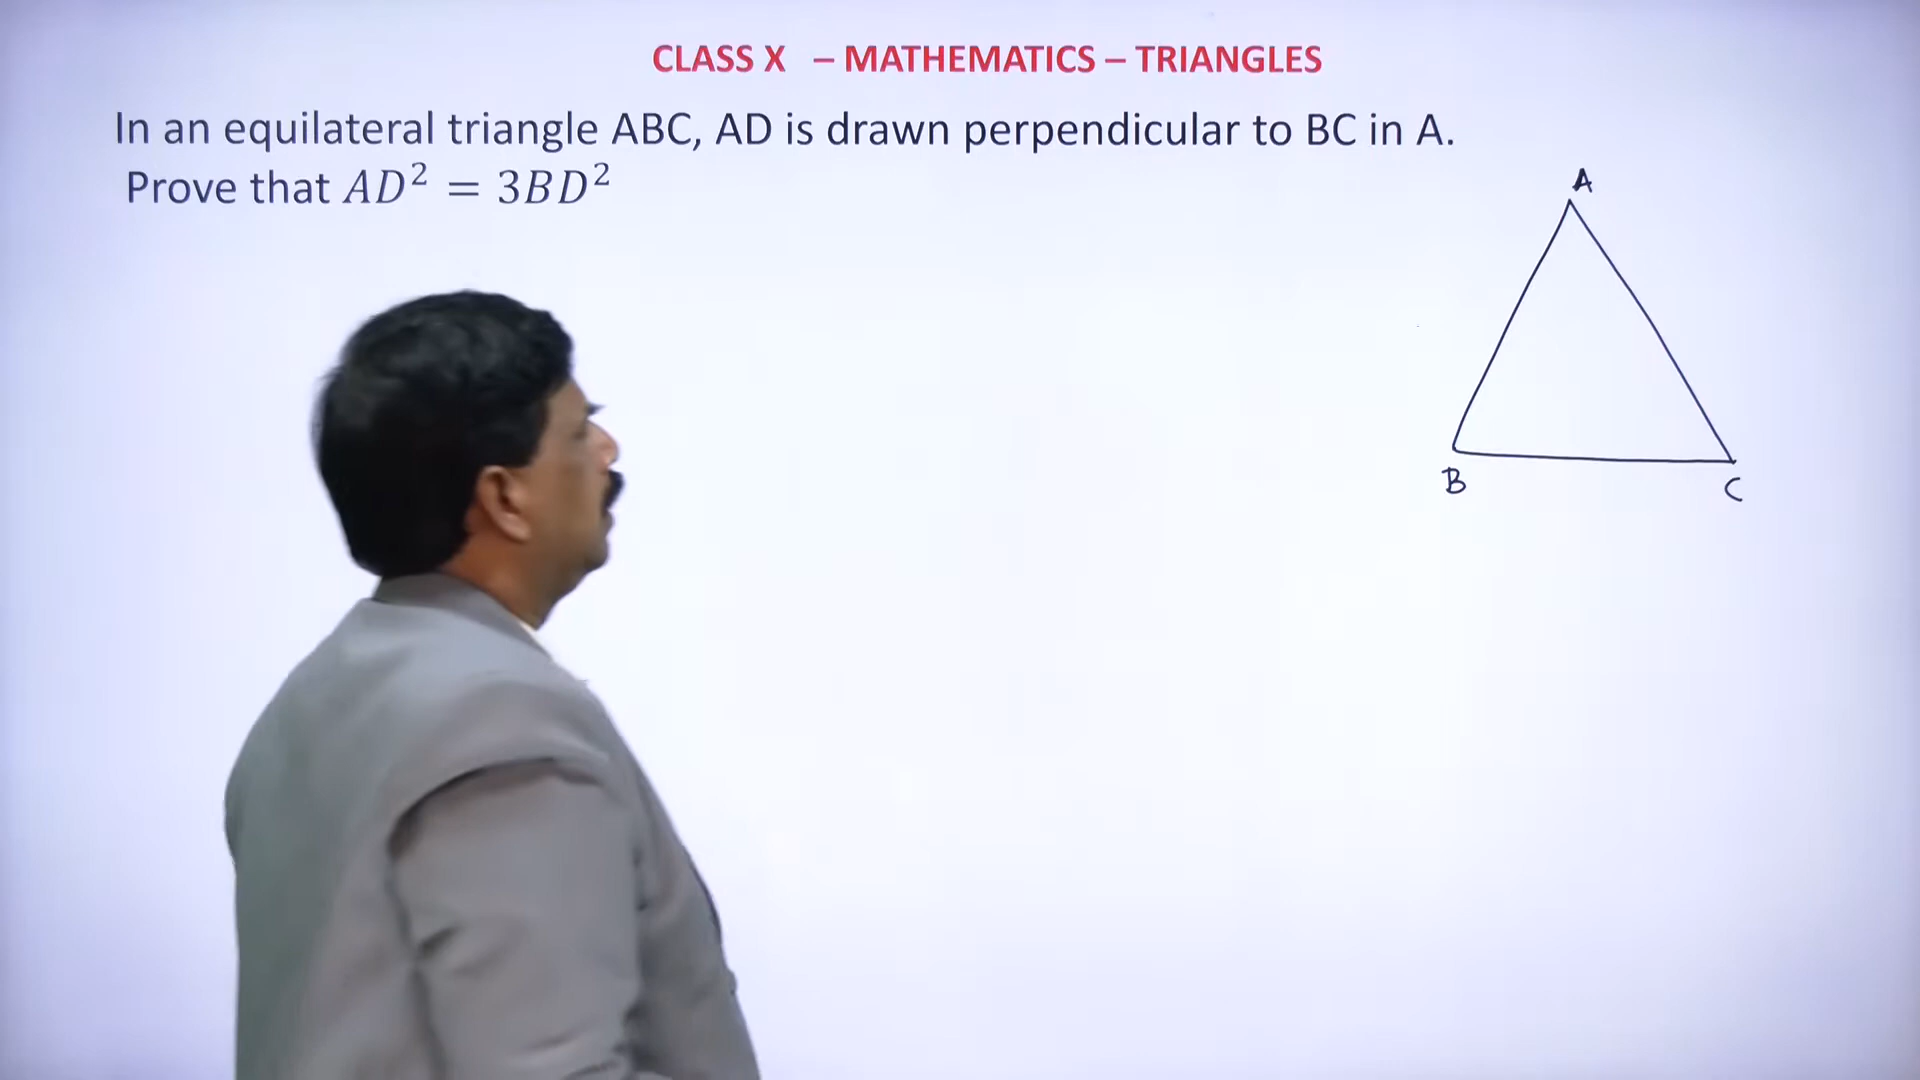 CLASS X – MATHEMATICS – TRIANGLES
In an equilateral triangle ABC, AD is drawn perpendicular to BC in A.
Prove that AD² = 3BD²
A
B
C